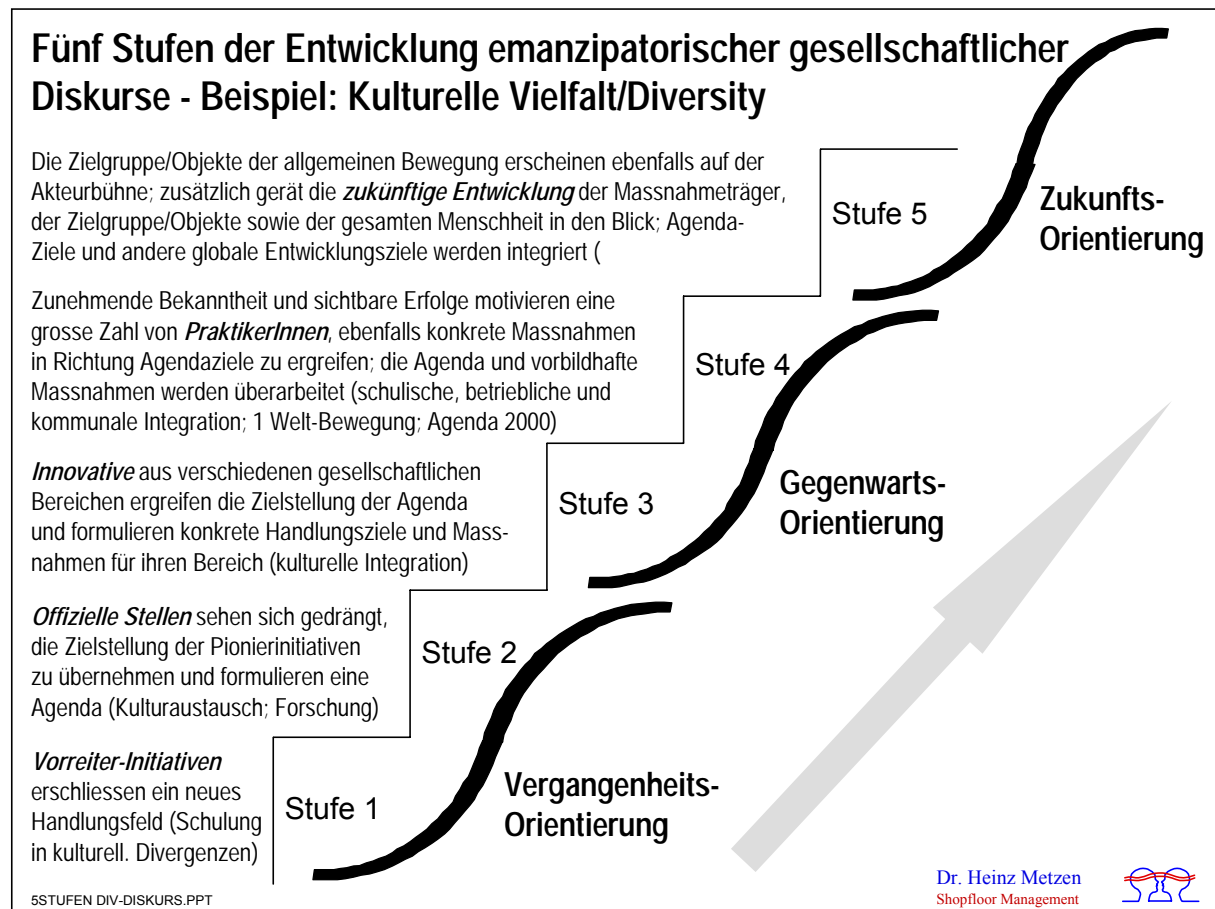 Fünf Stufen der Entwicklung emanzipatorischer gesellschaftlicher
Diskurse - Beispiel: Kulturelle Vielfalt/Diversity
Die Zielgruppe/Objekte der allgemeinen Bewegung erscheinen ebenfalls auf der
Akteurbühne; zusätzlich gerät die zukünftige Entwicklung der Massnahmeträger,
der Zielgruppe/Objekte sowie der gesamten Menschheit in den Blick; Agenda-
Ziele und andere globale Entwicklungsziele werden integriert (
Stufe 5
Zukunfts-
Orientierung
Zunehmende Bekanntheit und sichtbare Erfolge motivieren eine
grosse Zahl von PraktikerInnen, ebenfalls konkrete Massnahmen
in Richtung Agendaziele zu ergreifen; die Agenda und vorbildhafte
Massnahmen werden überarbeitet (schulische, betriebliche und
kommunale Integration; 1 Welt-Bewegung; Agenda 2000)
Stufe 4
Innovative aus verschiedenen gesellschaftlichen
Bereichen ergreifen die Zielstellung der Agenda
und formulieren konkrete Handlungsziele und Mass-
nahmen für ihren Bereich (kulturelle Integration)
Stufe 3
Gegenwarts-
Orientierung
Offizielle Stellen sehen sich gedrängt,
die Zielstellung der Pionierinitiativen
zu übernehmen und formulieren eine
Agenda (Kulturaustausch; Forschung)
Stufe 2
Vorreiter-Initiativen
erschliessen ein neues
Handlungsfeld (Schulung
in kulturell. Divergenzen)
Stufe 1
Vergangenheits-
Orientierung
5STUFEN DIV-DISKURS.PPT
Dr. Heinz Metzen
Shopfloor Management